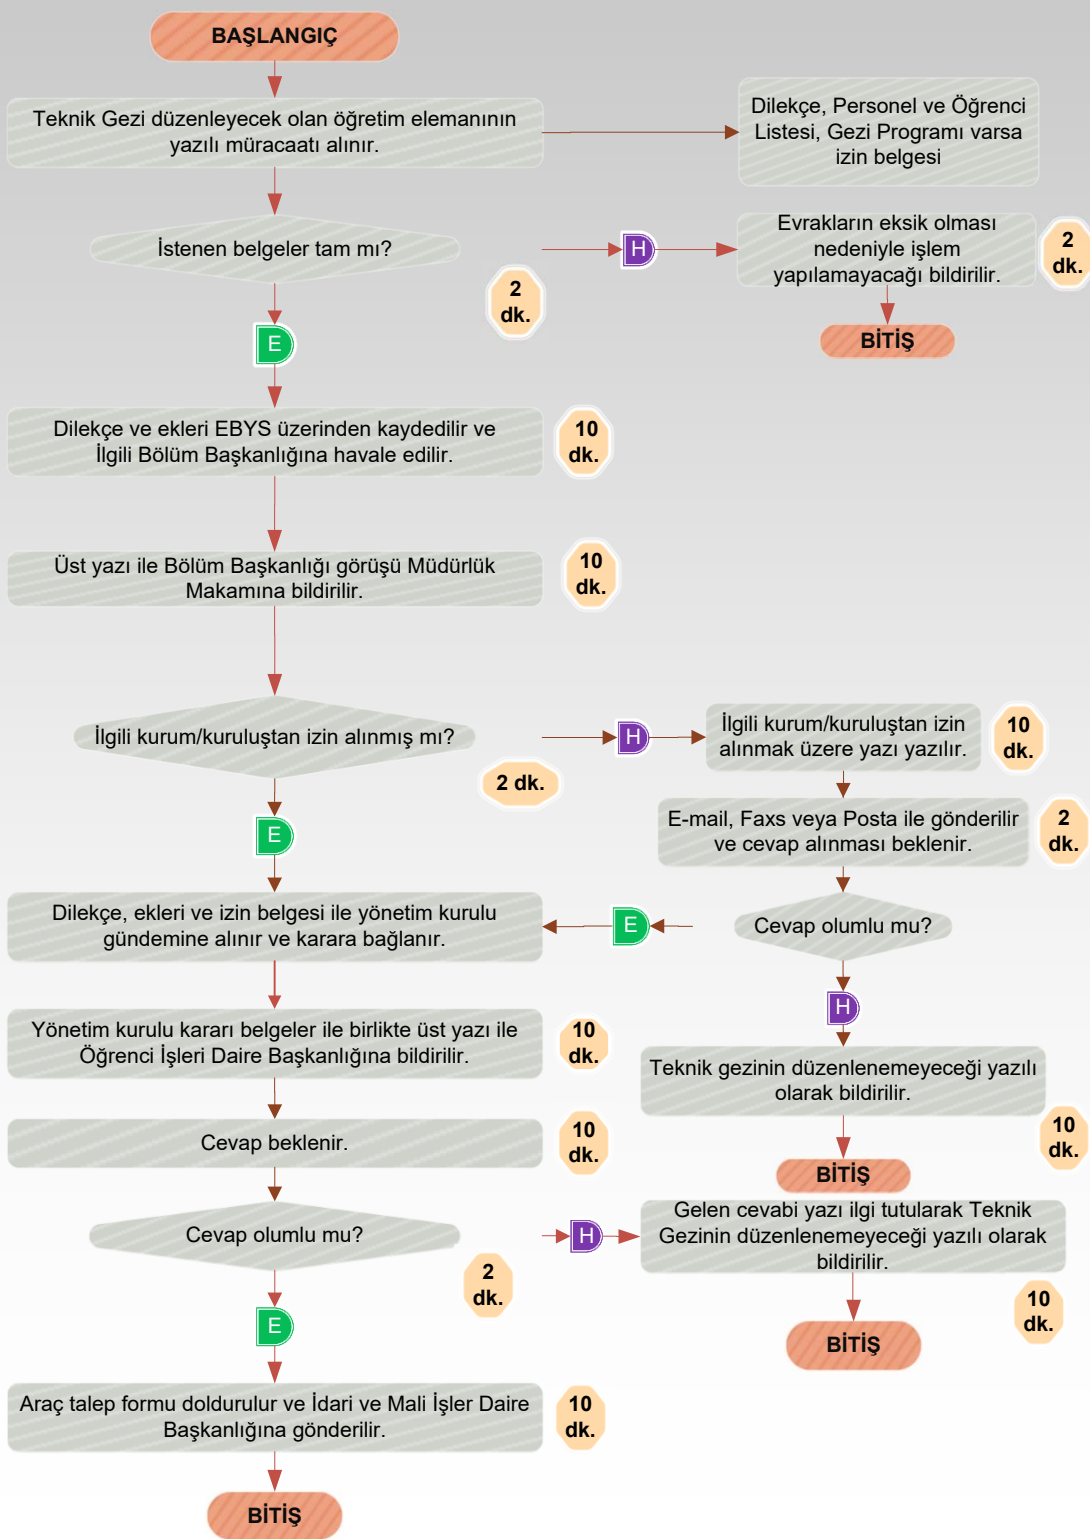 BAŞLANGIÇ
Teknik Gezi düzenleyecek olan öğretim elemanının
yazılı müracaatı alınır.
Dilekçe, Personel ve Öğrenci
Listesi, Gezi Programı varsa
izin belgesi
İstenen belgeler tam mı?
H
Evrakların eksik olması
nedeniyle işlem
yapılamayacağı bildirilir.
2
dk.
2
dk.
BİTİŞ
E
Dilekçe ve ekleri EBYS üzerinden kaydedilir ve
İlgili Bölüm Başkanlığına havale edilir.
10
dk.
Üst yazı ile Bölüm Başkanlığı görüşü Müdürlük
Makamına bildirilir.
10
dk.
İlgili kurum/kuruluştan izin alınmış mı?
2 dk.
H
İlgili kurum/kuruluştan izin
alınmak üzere yazı yazılır.
10
dk.
E
E-mail, Faxs veya Posta ile gönderilir
ve cevap alınması beklenir.
2
dk.
Dilekçe, ekleri ve izin belgesi ile yönetim kurulu
gündemine alınır ve karara bağlanır.
E
Cevap olumlu mu?
H
Yönetim kurulu kararı belgeler ile birlikte üst yazı ile
Öğrenci İşleri Daire Başkanlığına bildirilir.
10
dk.
Teknik gezinin düzenlenemeyeceği yazılı
olarak bildirilir.
10
dk.
Cevap beklenir.
10
dk.
BİTİŞ
Cevap olumlu mu?
2
dk.
H
Gelen cevabi yazı ilgi tutularak Teknik
Gezinin düzenlenemeyeceği yazılı olarak
bildirilir.
10
dk.
E
BİTİŞ
Araç talep formu doldurulur ve İdari ve Mali İşler Daire
Başkanlığına gönderilir.
10
dk.
BİTİŞ